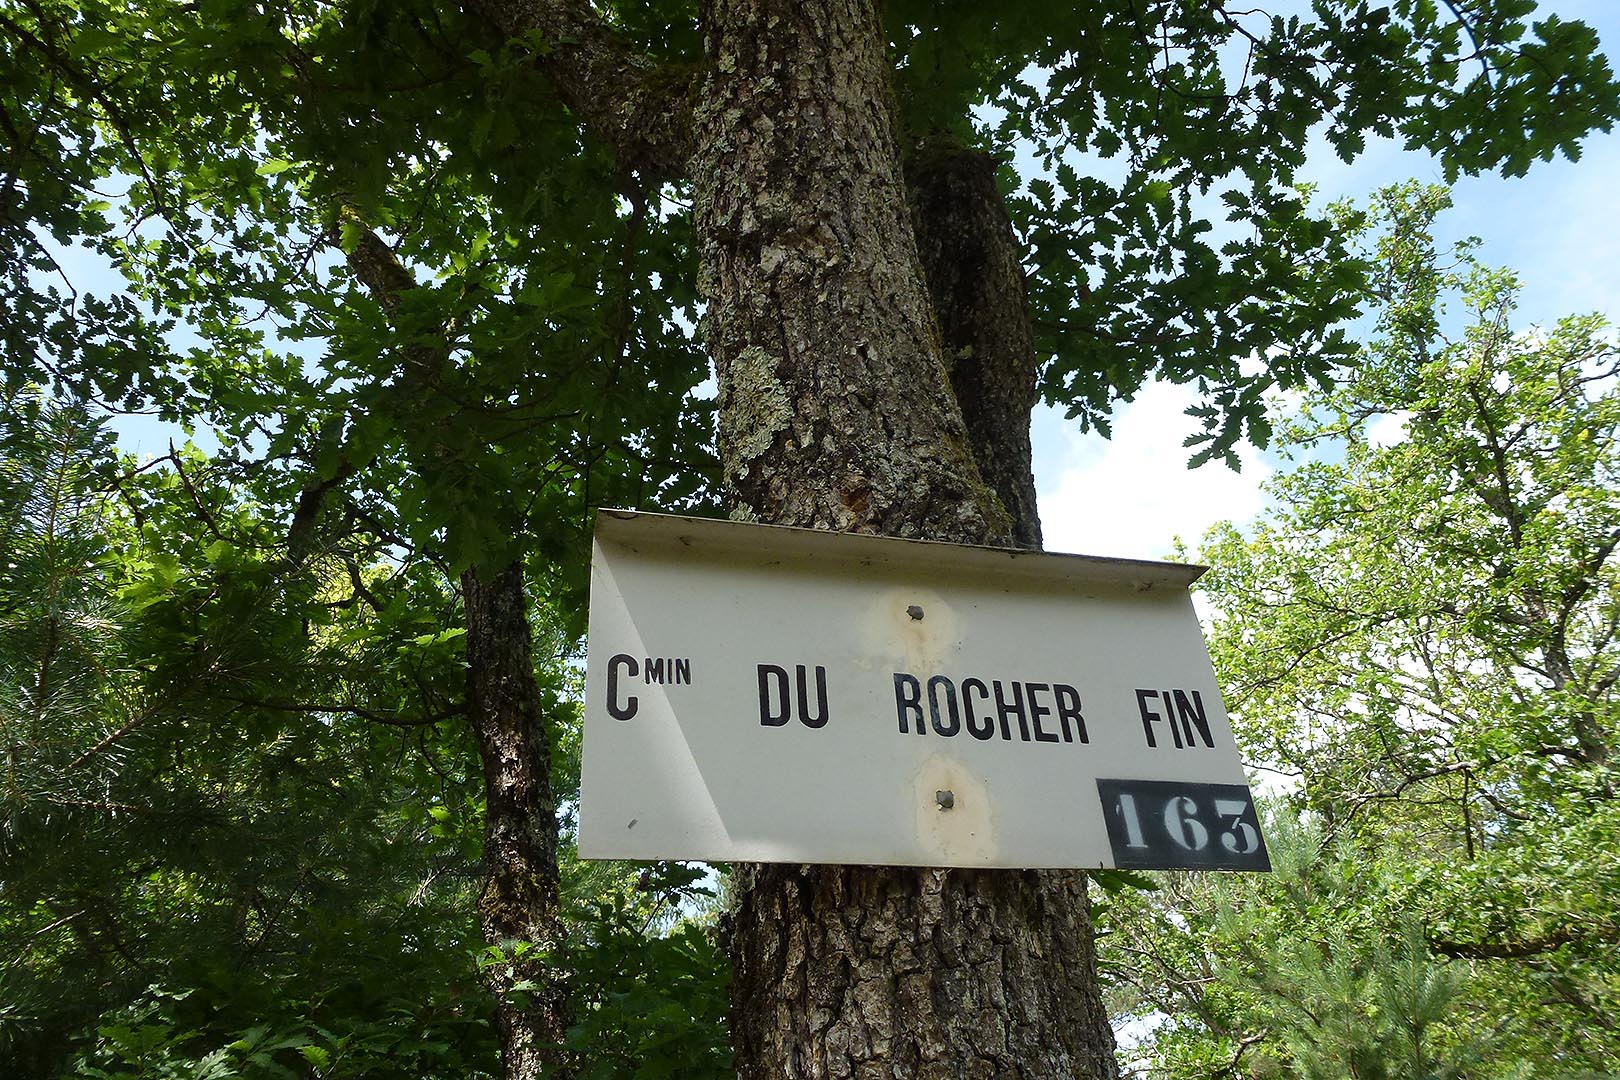 Cᴹᴵᴺ DU ROCHER FIN
163